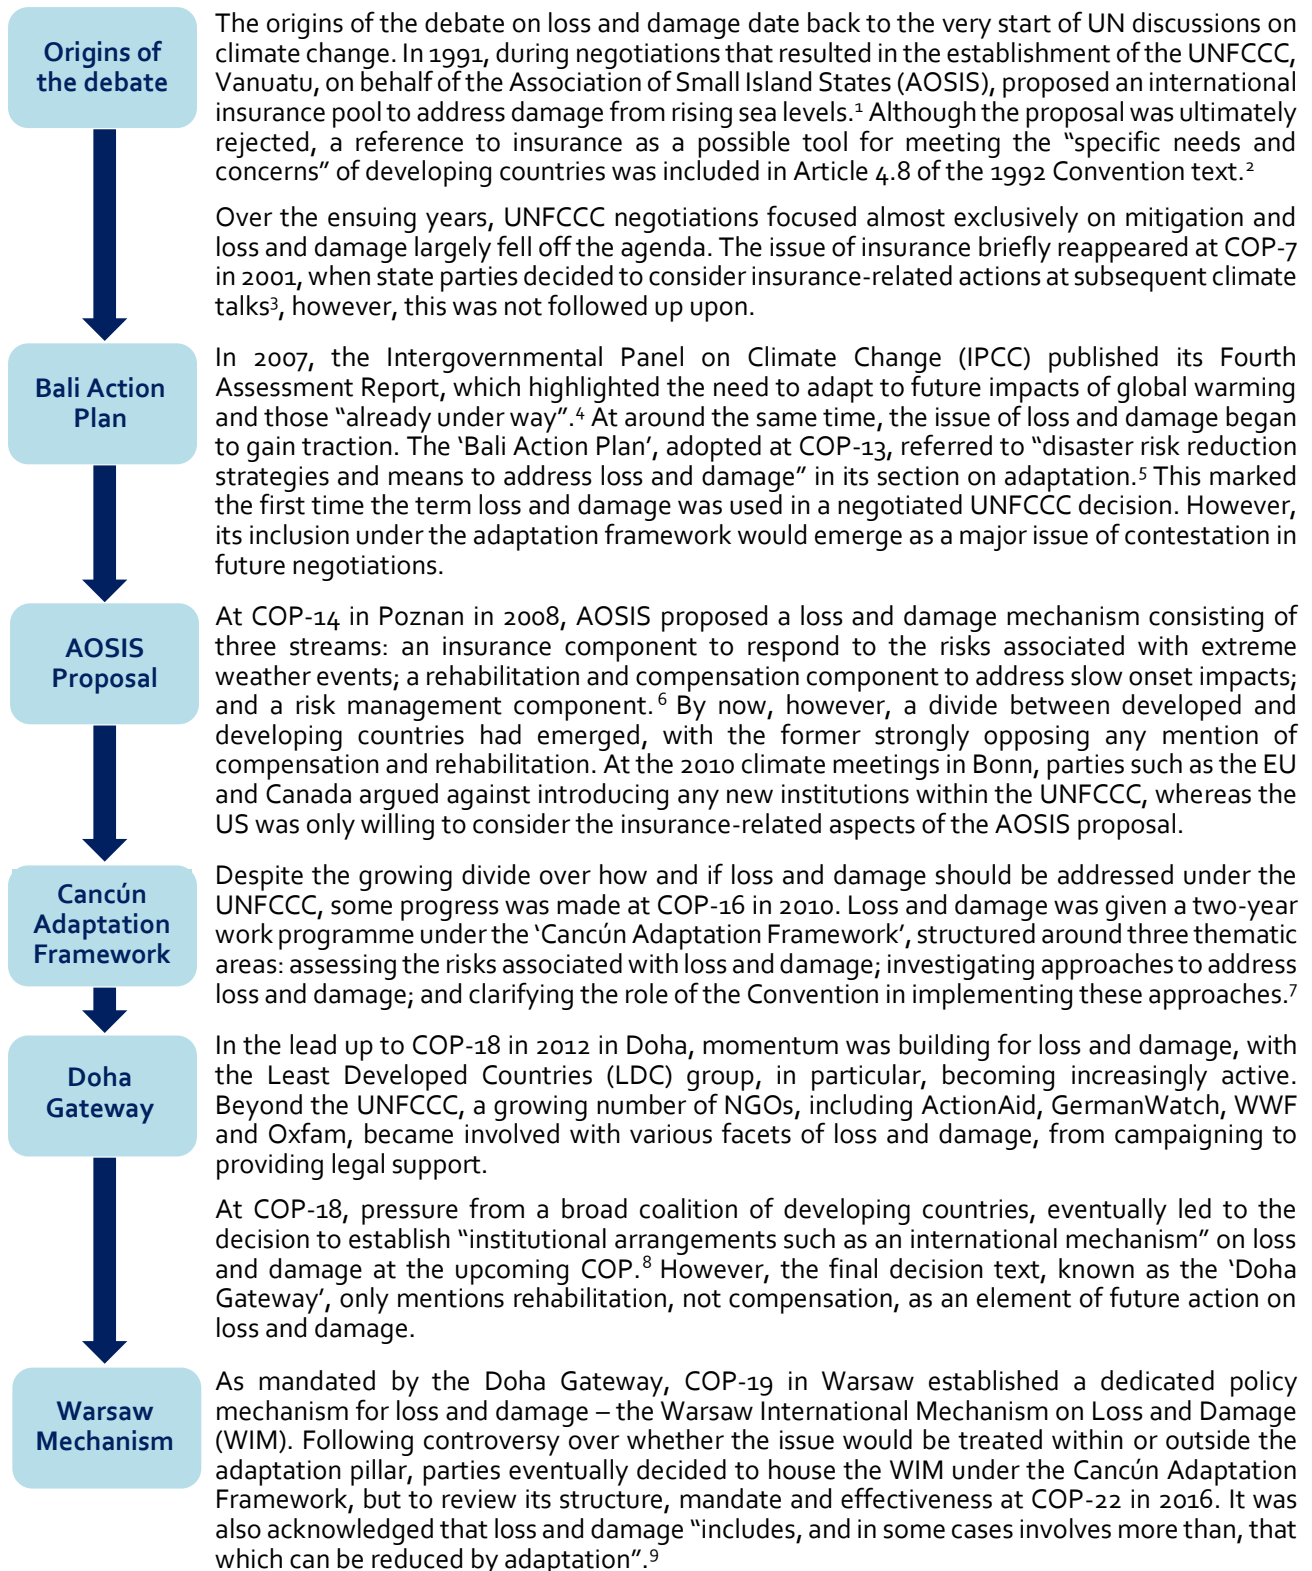 Origins of
the debate
The origins of the debate on loss and damage date back to the very start of UN discussions on
climate change. In 1991, during negotiations that resulted in the establishment of the UNFCCC,
Vanuatu, on behalf of the Association of Small Island States (AOSIS), proposed an international
insurance pool to address damage from rising sea levels.¹ Although the proposal was ultimately
rejected, a reference to insurance as a possible tool for meeting the “specific needs and
concerns” of developing countries was included in Article 4.8 of the 1992 Convention text.²
Over the ensuing years, UNFCCC negotiations focused almost exclusively on mitigation and
loss and damage largely fell off the agenda. The issue of insurance briefly reappeared at COP-7
in 2001, when state parties decided to consider insurance-related actions at subsequent climate
talks³, however, this was not followed up upon.
Bali Action
Plan
In 2007, the Intergovernmental Panel on Climate Change (IPCC) published its Fourth
Assessment Report, which highlighted the need to adapt to future impacts of global warming
and those “already under way”.⁴ At around the same time, the issue of loss and damage began
to gain traction. The ‘Bali Action Plan’, adopted at COP-13, referred to “disaster risk reduction
strategies and means to address loss and damage” in its section on adaptation.⁵ This marked
the first time the term loss and damage was used in a negotiated UNFCCC decision. However,
its inclusion under the adaptation framework would emerge as a major issue of contestation in
future negotiations.
AOSIS
Proposal
At COP-14 in Poznan in 2008, AOSIS proposed a loss and damage mechanism consisting of
three streams: an insurance component to respond to the risks associated with extreme
weather events; a rehabilitation and compensation component to address slow onset impacts;
and a risk management component.⁶ By now, however, a divide between developed and
developing countries had emerged, with the former strongly opposing any mention of
compensation and rehabilitation. At the 2010 climate meetings in Bonn, parties such as the EU
and Canada argued against introducing any new institutions within the UNFCCC, whereas the
US was only willing to consider the insurance-related aspects of the AOSIS proposal.
Cancún
Adaptation
Framework
Despite the growing divide over how and if loss and damage should be addressed under the
UNFCCC, some progress was made at COP-16 in 2010. Loss and damage was given a two-year
work programme under the ‘Cancún Adaptation Framework’, structured around three thematic
areas: assessing the risks associated with loss and damage; investigating approaches to address
loss and damage; and clarifying the role of the Convention in implementing these approaches.⁷
Doha
Gateway
In the lead up to COP-18 in 2012 in Doha, momentum was building for loss and damage, with
the Least Developed Countries (LDC) group, in particular, becoming increasingly active.
Beyond the UNFCCC, a growing number of NGOs, including ActionAid, GermanWatch, WWF
and Oxfam, became involved with various facets of loss and damage, from campaigning to
providing legal support.
At COP-18, pressure from a broad coalition of developing countries, eventually led to the
decision to establish “institutional arrangements such as an international mechanism” on loss
and damage at the upcoming COP.⁸ However, the final decision text, known as the ‘Doha
Gateway’, only mentions rehabilitation, not compensation, as an element of future action on
loss and damage.
Warsaw
Mechanism
As mandated by the Doha Gateway, COP-19 in Warsaw established a dedicated policy
mechanism for loss and damage – the Warsaw International Mechanism on Loss and Damage
(WIM). Following controversy over whether the issue would be treated within or outside the
adaptation pillar, parties eventually decided to house the WIM under the Cancún Adaptation
Framework, but to review its structure, mandate and effectiveness at COP-22 in 2016. It was
also acknowledged that loss and damage “includes, and in some cases involves more than, that
which can be reduced by adaptation”.⁹